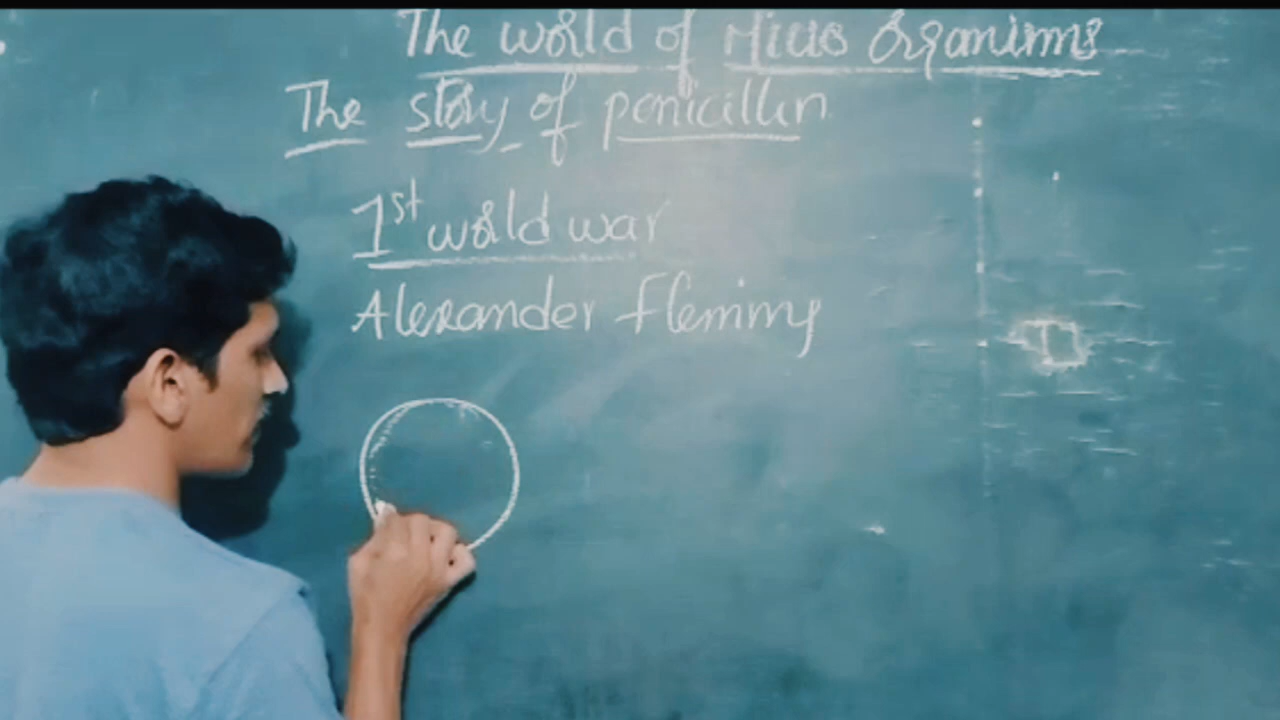 The world of Micro Organisms
The story of penicillin
1st world war
Alexander Fleming